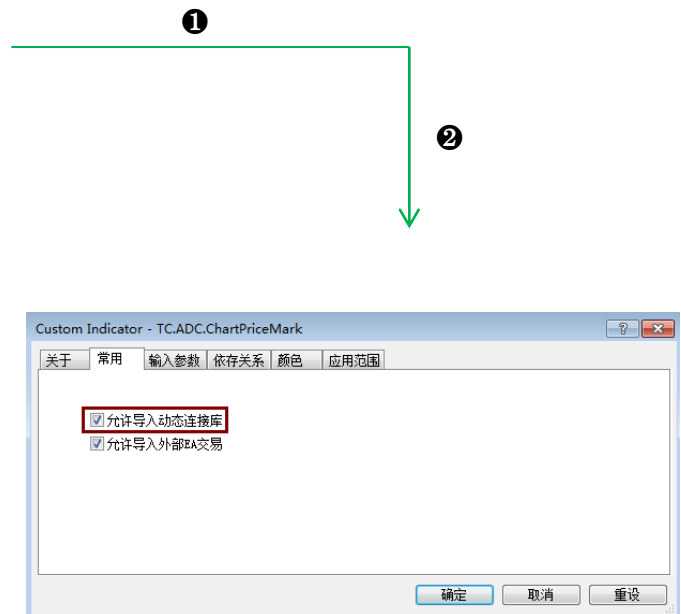 ❶
❷
Custom Indicator - TC.ADC.ChartPriceMark
关于 常用 输入参数 依存关系 颜色 应用范围
允许导入动态连接库
允许导入外部EA交易
确定 取消 重设